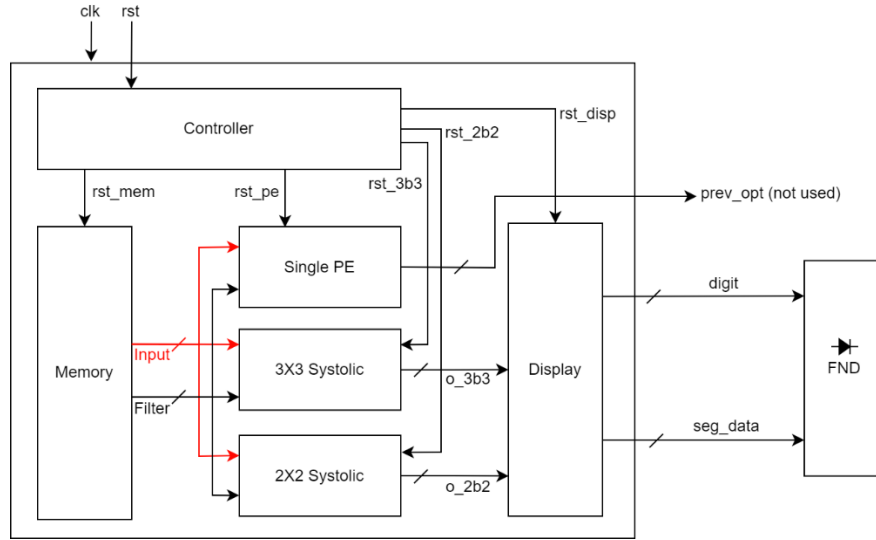 clk
rst
Controller
rst_disp
rst_2b2
rst_3b3
rst_mem
rst_pe
prev_opt (not used)
Single PE
digit
Input
Memory
3X3 Systolic
Display
FND
Filter
o_3b3
seg_data
2X2 Systolic
o_2b2